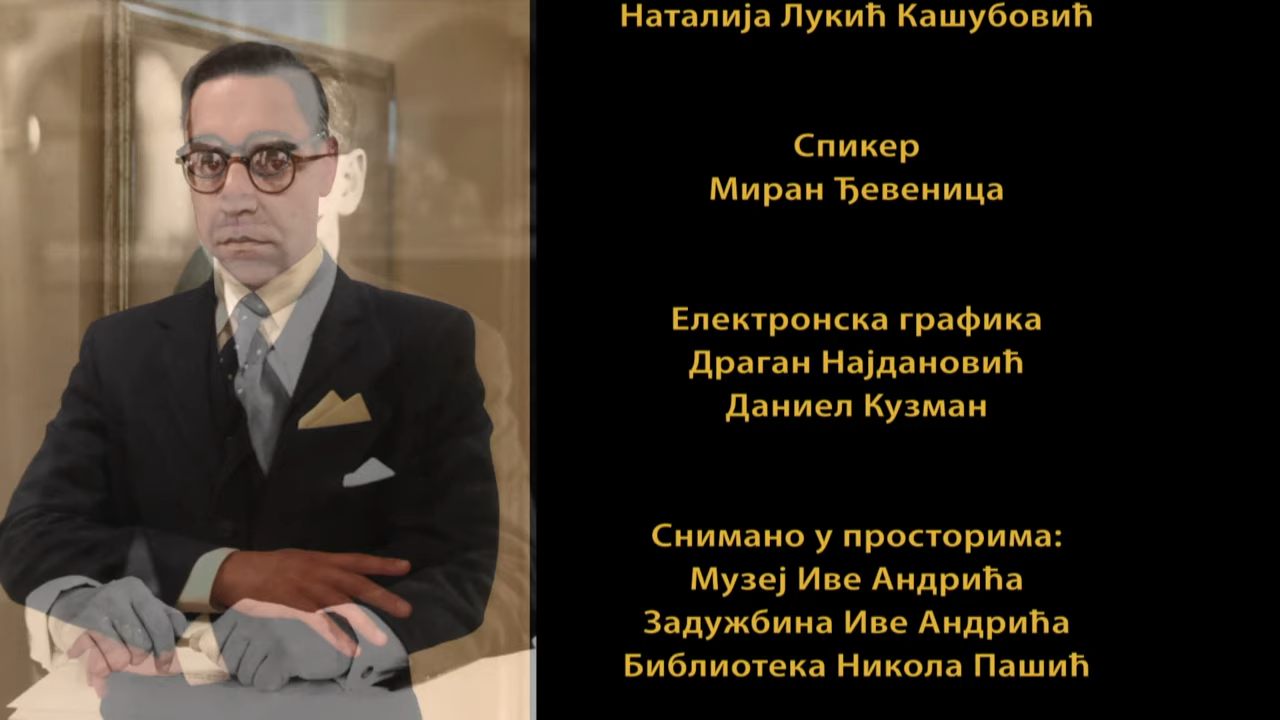 Наталија Лукић Кашубовић
Спикер
Миран Ђевеница
Електронска графика
Драган Најдановић
Даниел Кузман
Снимано у просторима:
Музеј Иве Андрића
Задужбина Иве Андрића
Библиотека Никола Пашић